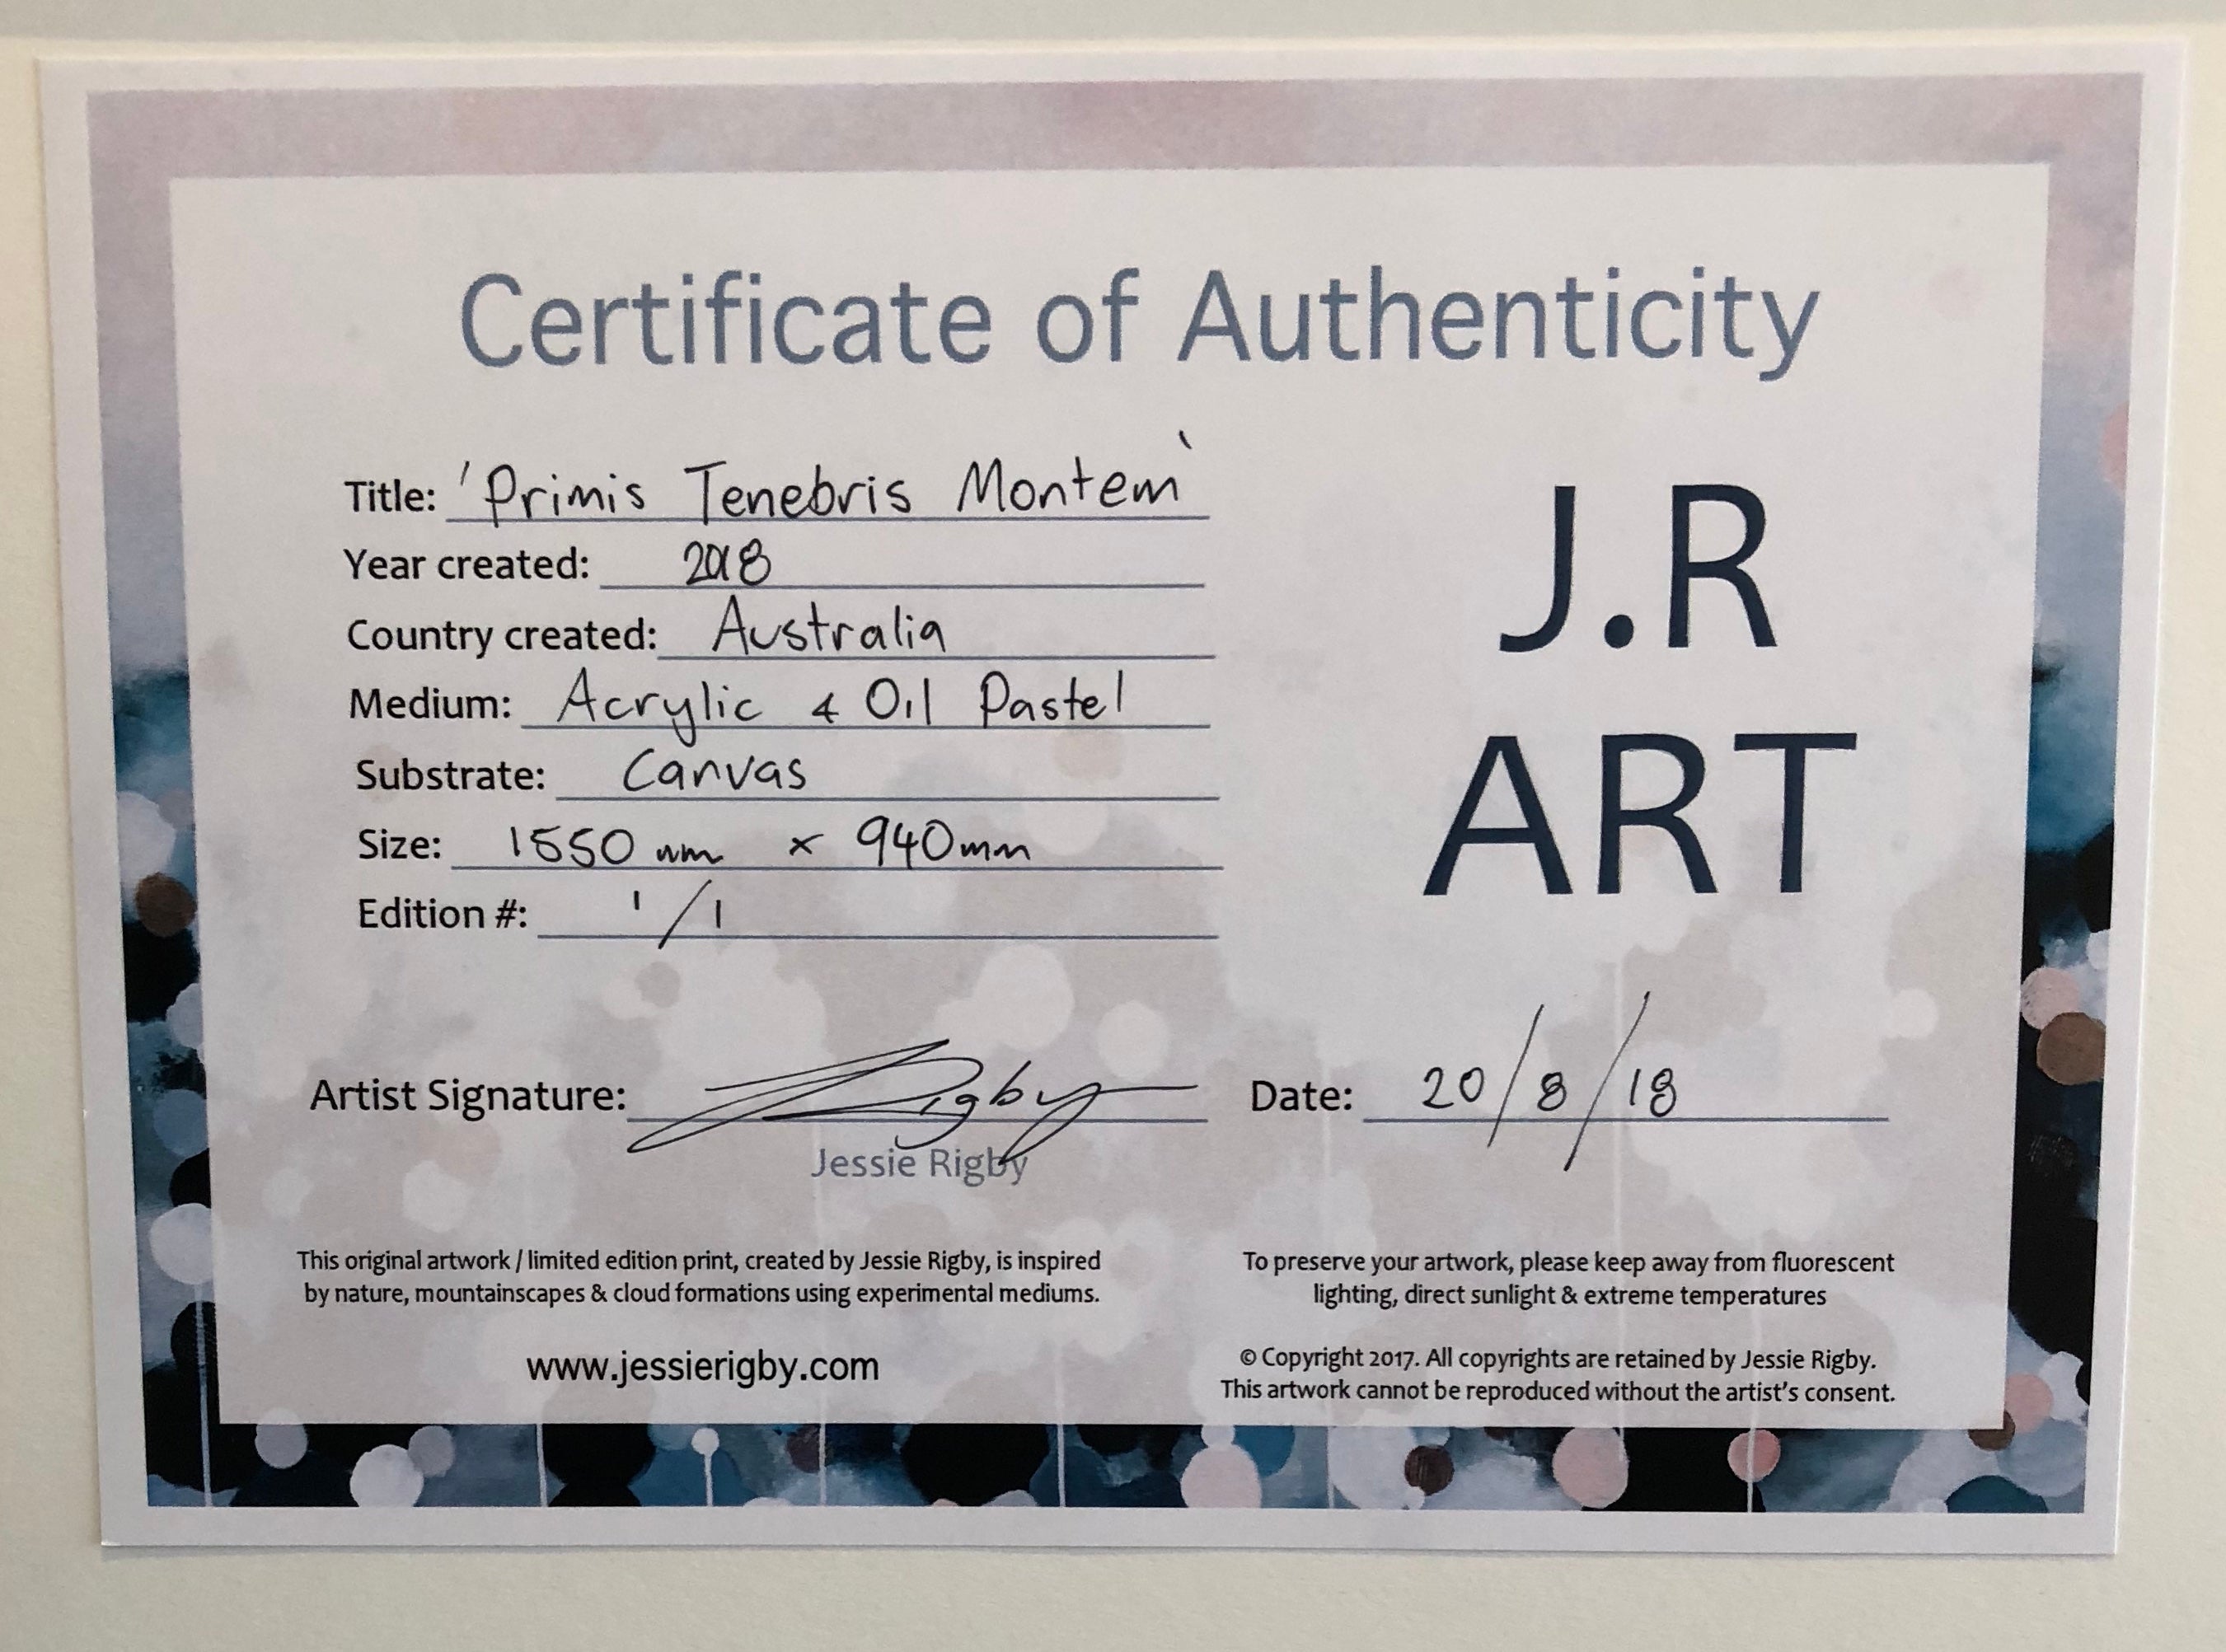 Certificate of Authenticity
Title: 'Primis Tenebris Montem'
Year created: 2018
Country created: Australia
Medium: Acrylic & Oil Pastel
Substrate: Canvas
Size: 1550 mm x 940mm
Edition #: 1/1
J.R
ART
Artist Signature: Rigby
Date: 20/8/18
Jessie Rigby
This original artwork / limited edition print, created by Jessie Rigby, is inspired
by nature, mountainscapes & cloud formations using experimental mediums.
www.jessierigby.com
To preserve your artwork, please keep away from fluorescent
lighting, direct sunlight & extreme temperatures
© Copyright 2017. All copyrights are retained by Jessie Rigby.
This artwork cannot be reproduced without the artist's consent.